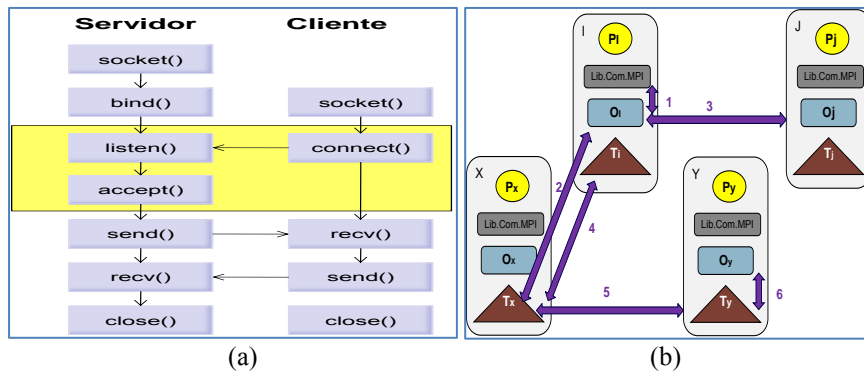 Servidor Cliente
socket()
bind() socket()
listen() connect()
accept()
send() recv()
recv() send()
close() close()
(a)
I
PI
Lib.Com.MPI
OI
Ti
J
Pj
Lib.Com.MPI
Oj
Tj
X
Px
Lib.Com.MPI
Ox
Tx
Y
Py
Lib.Com.MPI
Oy
Ty
1
2
3
4
5
6
(b)